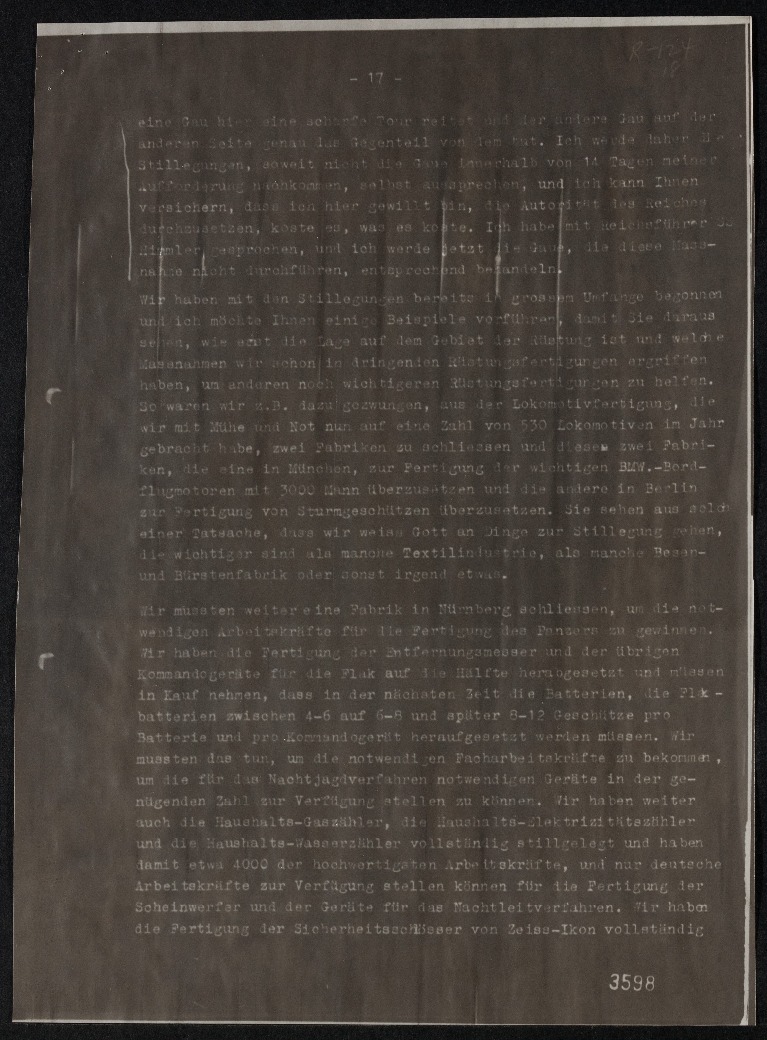 R-124
18
- 17 -
eine Gau hier eine scharfe Tour reitet und der andere Gau auf der
anderen Seite genau das Gegenteil von dem tut. Ich werde daher die
Stillegungen, soweit nicht die Gaue innerhalb von 14 Tagen meiner
Aufforderung nachkommen, selbst aussprechen, und ich kann Ihnen
versichern, dass ich hier gewillt bin, die Autorität des Reiches
durchzusetzen, koste es, was es koste. Ich habe mit Reichsführer SS
Himmler gesprochen, und ich werde jetzt die Gaue, die diese Mass-
nahme nicht durchführen, entsprechend behandeln.
Wir haben mit den Stillegungen bereits in grossem Umfange begonnen
und ich möchte Ihnen einige Beispiele vorführen, damit Sie daraus
sehen, wie ernst die Lage auf dem Gebiet der Rüstung ist und welche
Massnahmen wir schon in dringenden Rüstungsfertigungen ergriffen
haben, um anderen noch wichtigeren Rüstungsfertigungen zu helfen.
So waren wir z.B. dazu gezwungen, aus der Lokomotivfertigung, die
wir mit Mühe und Not nun auf eine Zahl von 530 Lokomotiven im Jahr
gebracht habe, zwei Fabriken zu schliessen und diese zwei Fabri-
ken, die eine in München, zur Fertigung der wichtigen BMW.-Bord-
flugmotoren mit 3000 Mann überzusetzen und die andere in Berlin
zur Fertigung von Sturmgeschützen überzusetzen. Sie sehen aus solch
einer Tatsache, dass wir weiss Gott an Dinge zur Stillegung gehen,
die wichtiger sind als manche Textilindustrie, als manche Besen-
und Bürstenfabrik oder sonst irgend etwas.
Wir mussten weiter eine Fabrik in Nürnberg schliessen, um die not-
wendigen Arbeitskräfte für die Fertigung des Panzers zu gewinnen.
Wir haben die Fertigung der Entfernungsmesser und der übrigen
Kommandogeräte für die Flak auf die Hälfte herabgesetzt und müssen
in Kauf nehmen, dass in der nächsten Zeit die Batterien, die Flak-
batterien zwischen 4-6 auf 6-8 und später 8-12 Geschütze pro
Batterie und pro Kommandogerät heraufgesetzt werden müssen. Wir
mussten das tun, um die notwendigen Facharbeitskräfte zu bekommen,
um die für das Nachtjagdverfahren notwendigen Geräte in der ge-
nügenden Zahl zur Verfügung stellen zu können. Wir haben weiter
auch die Haushalts-Gaszähler, die Haushalts-Elektrizitätszähler
und die Haushalts-Wasserzähler vollständig stillgelegt und haben
damit etwa 4000 der hochwertigsten Arbeitskräfte, und nur deutsche
Arbeitskräfte zur Verfügung stellen können für die Fertigung der
Scheinwerfer und der Geräte für das Nachtleitverfahren. Wir haben
die Fertigung der Sicherheitsschlösser von Zeiss-Ikon vollständig
3598